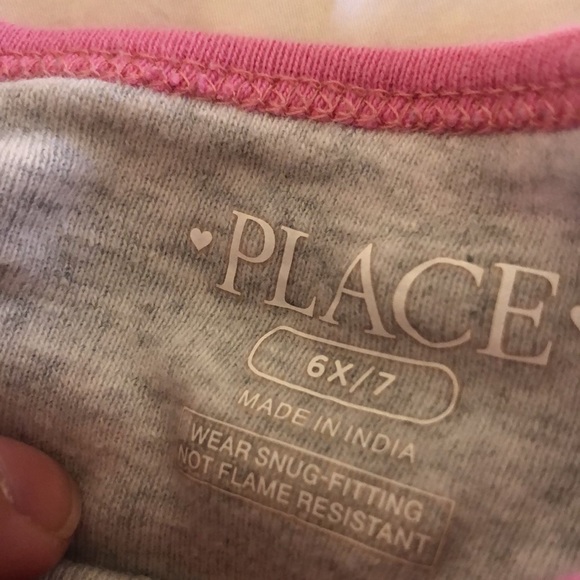 PLACE
6X/7
MADE IN INDIA
WEAR SNUG-FITTING
NOT FLAME RESISTANT